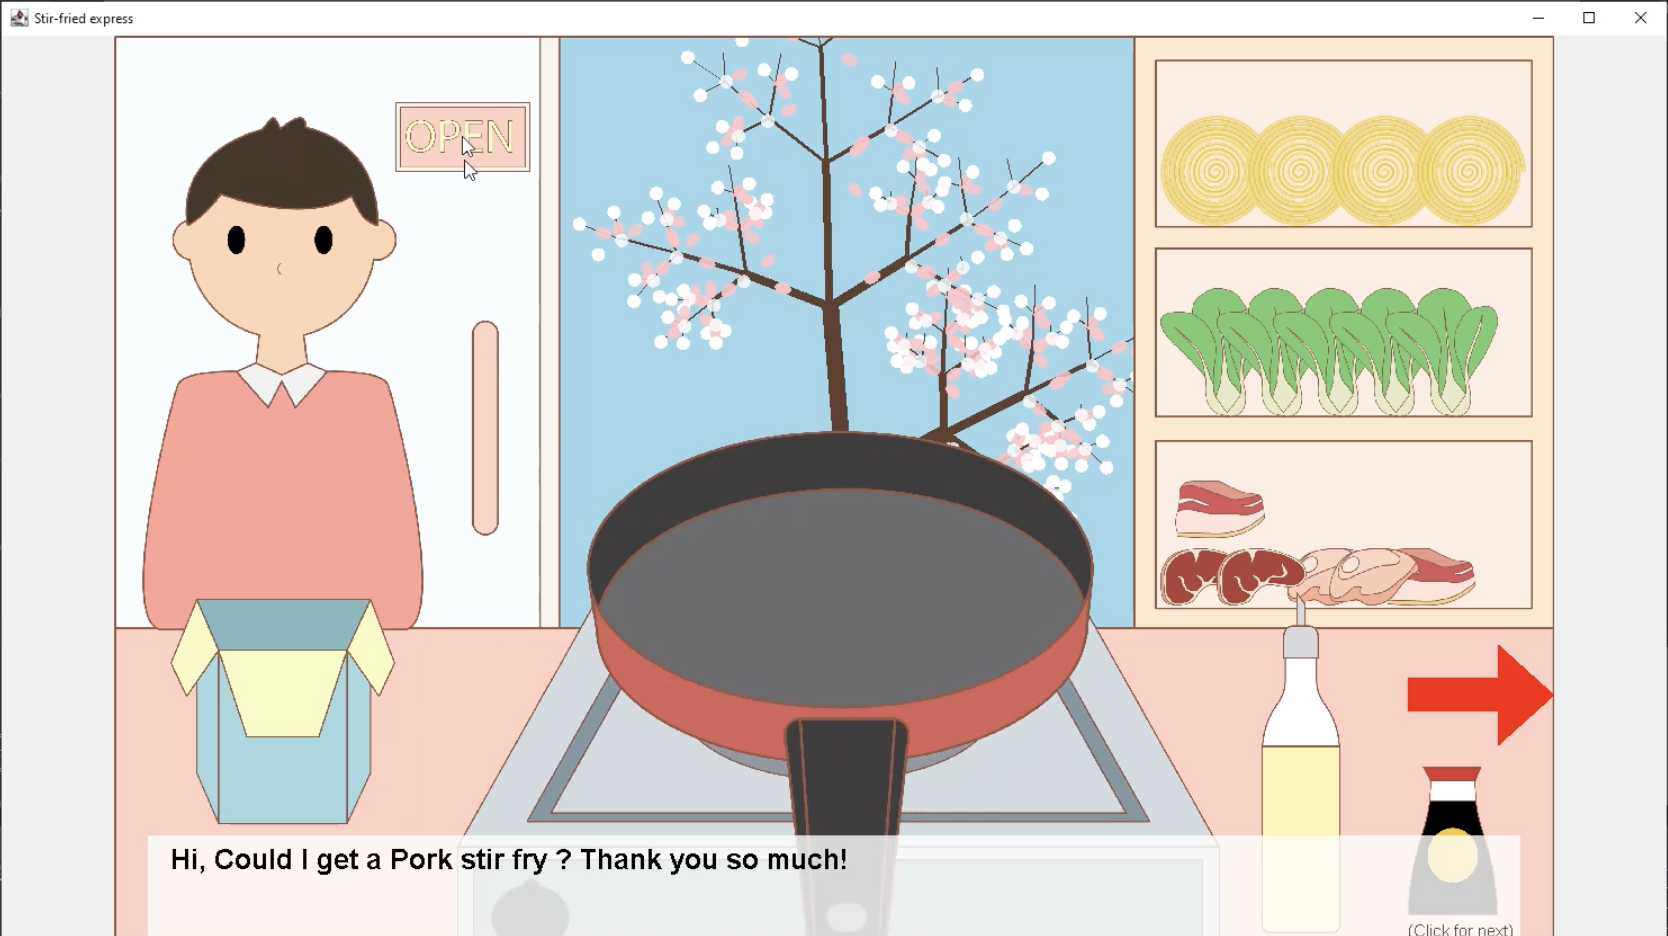 Stir-fried express
OPEN
Hi, Could I get a Pork stir fry ? Thank you so much!
(Click for next)